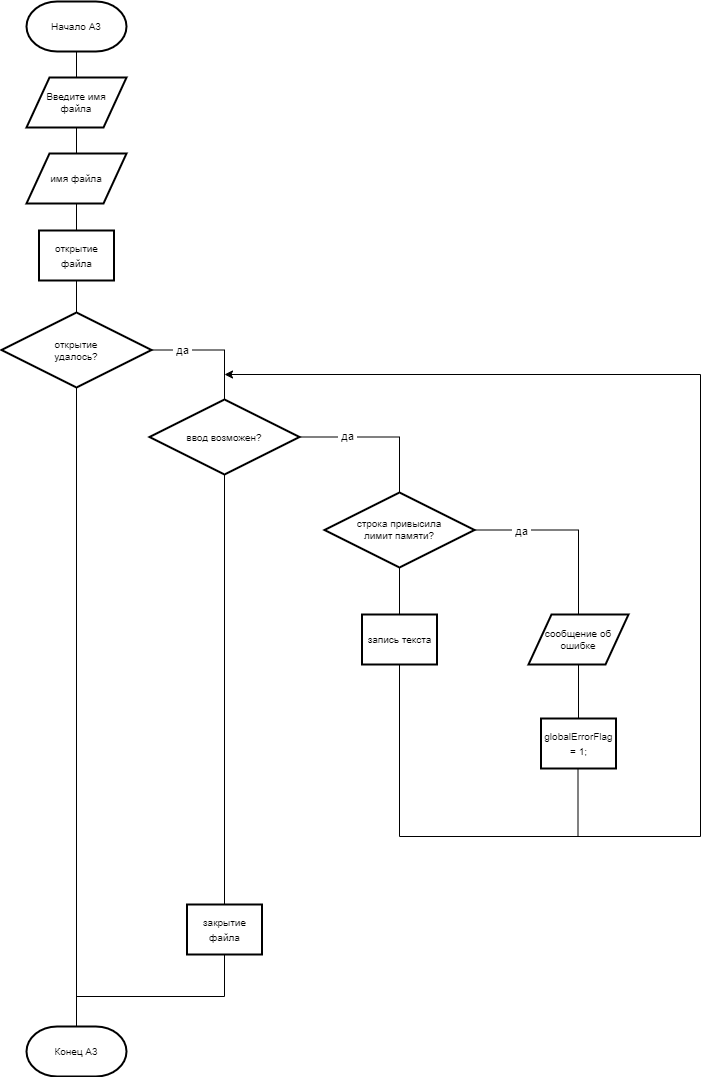 Начало А3
Введите имя
файла
имя файла
открытие
файла
открытие
удалось?
да
ввод возможен?
да
строка привысила
лимит памяти?
да
запись текста
сообщение об
ошибке
globalErrorFlag
= 1;
закрытие
файла
Конец А3